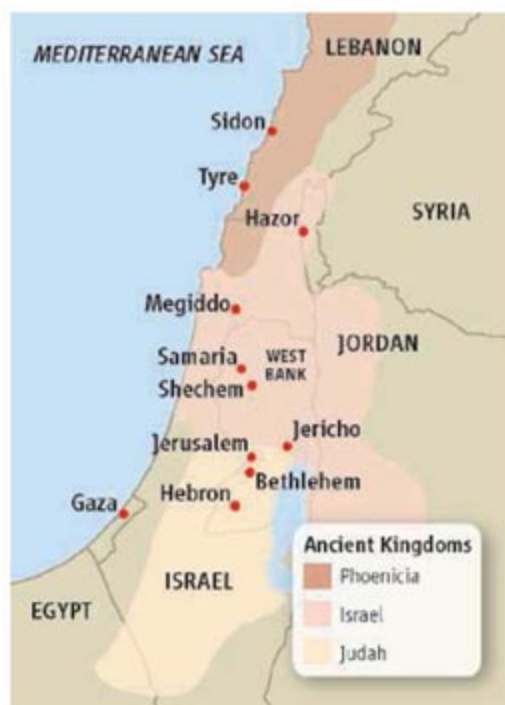 LEBANON
MEDITERRANEAN SEA
Sidon
Tyre
SYRIA
Hazor
Megiddo
JORDAN
Samaria
WEST
BANK
Shechem
Jericho
Jerusalem
Bethlehem
Hebron
Gaza
ISRAEL
EGYPT
Ancient Kingdoms
Phoenicia
Israel
Judah